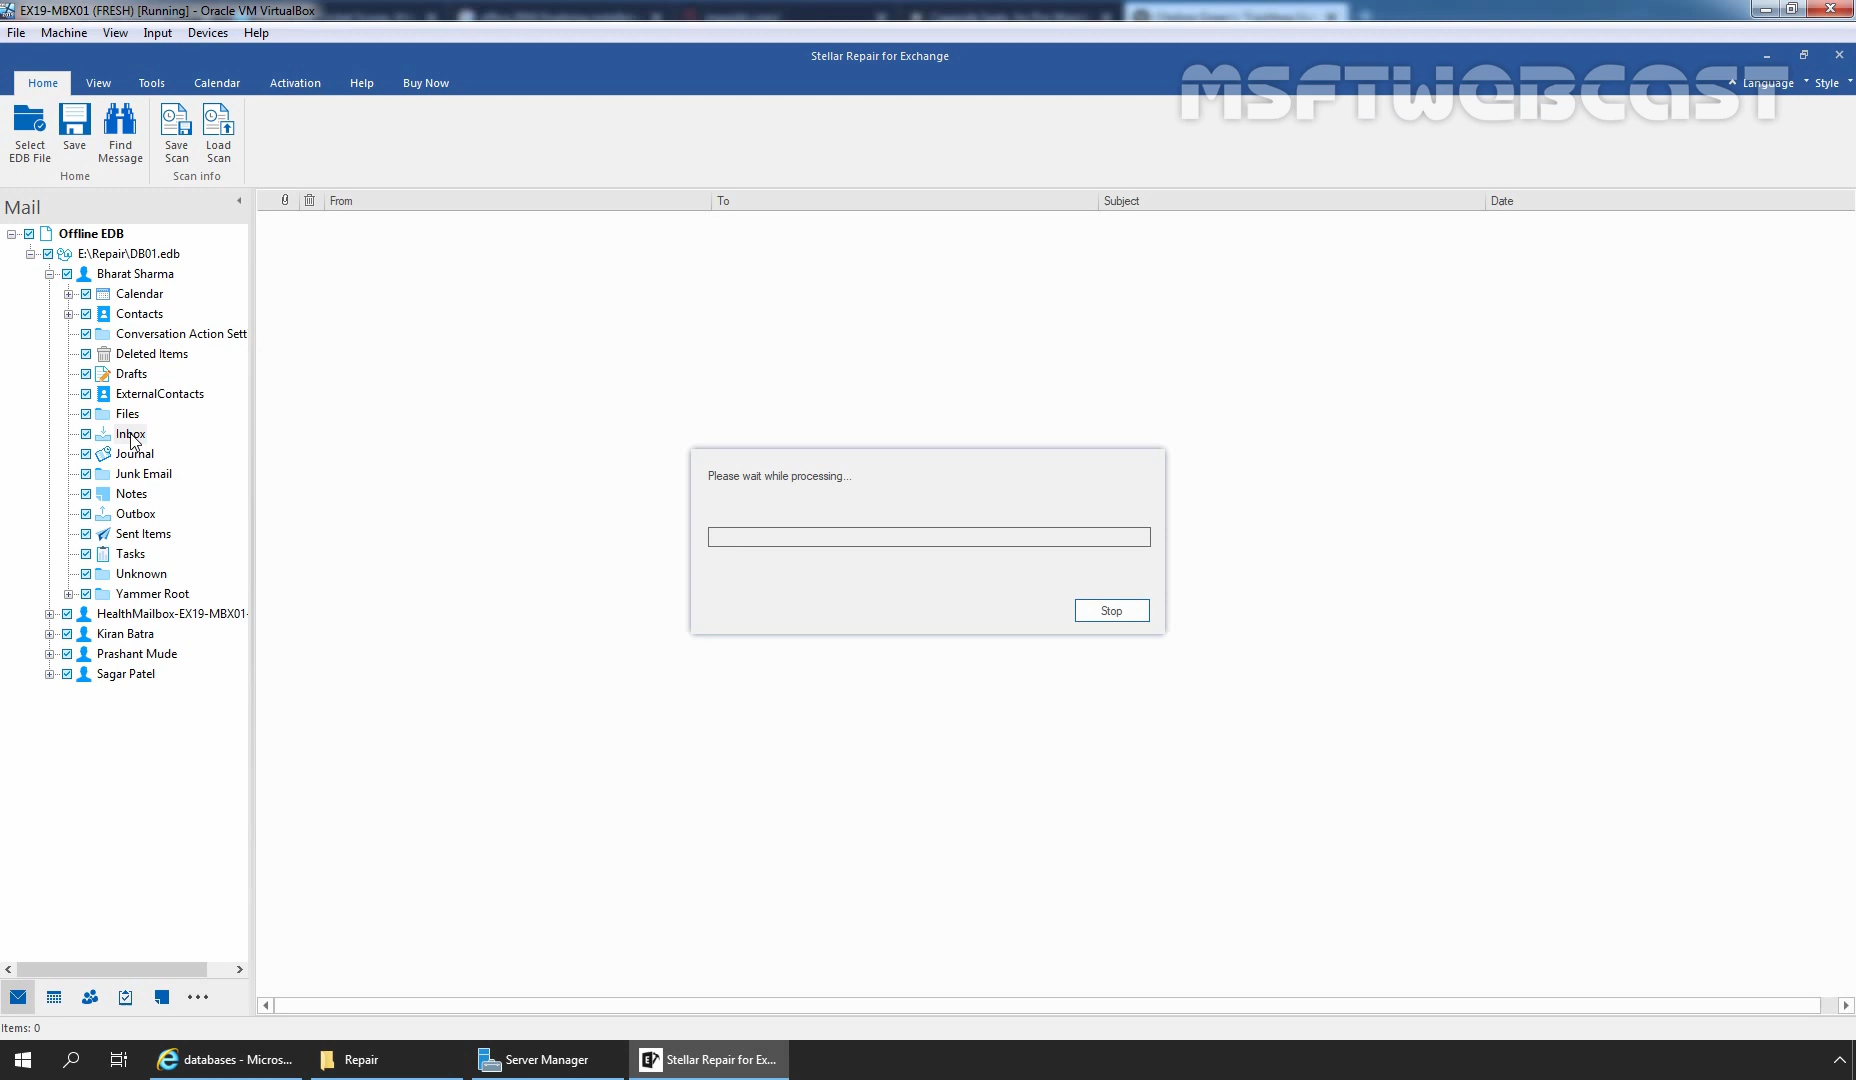 EX19-MBX01 (FRESH) [Running] - Oracle VM VirtualBox
File Machine View Input Devices Help
Stellar Repair for Exchange
Home View Tools Calendar Activation Help Buy Now
Language Style
MSFTWEBCAST
Select EDB File
Save
Find Message
Save Scan
Load Scan
Home
Scan info
Mail
From To Subject Date
Offline EDB
E:\Repair\DB01.edb
Bharat Sharma
Calendar
Contacts
Conversation Action Sett
Deleted Items
Drafts
ExternalContacts
Files
Inbox
Journal
Junk Email
Notes
Outbox
Sent Items
Tasks
Unknown
Yammer Root
HealthMailbox-EX19-MBX01-
Kiran Batra
Prashant Mude
Sagar Patel
Please wait while processing...
Stop
Items: 0
databases - Micros...
Repair
Server Manager
Stellar Repair for Ex...